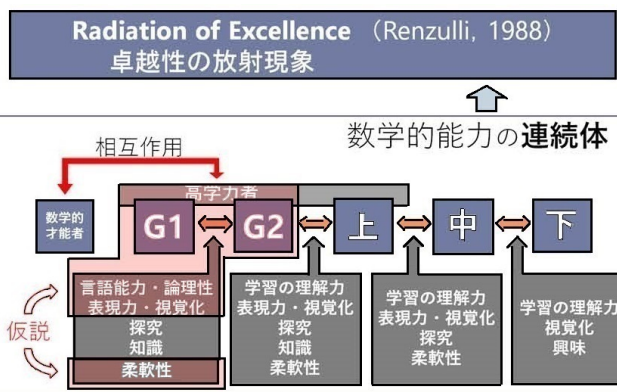 Radiation of Excellence （Renzulli, 1988）
卓越性の放射現象
数学的能力の連続体
相互作用
高学力者
数学的
才能者
G1
G2
上
中
下
仮説
言語能力・論理性
表現力・視覚化
探究
知識
柔軟性
学習の理解力
表現力・視覚化
探究
知識
柔軟性
学習の理解力
表現力・視覚化
探究
柔軟性
学習の理解力
視覚化
興味